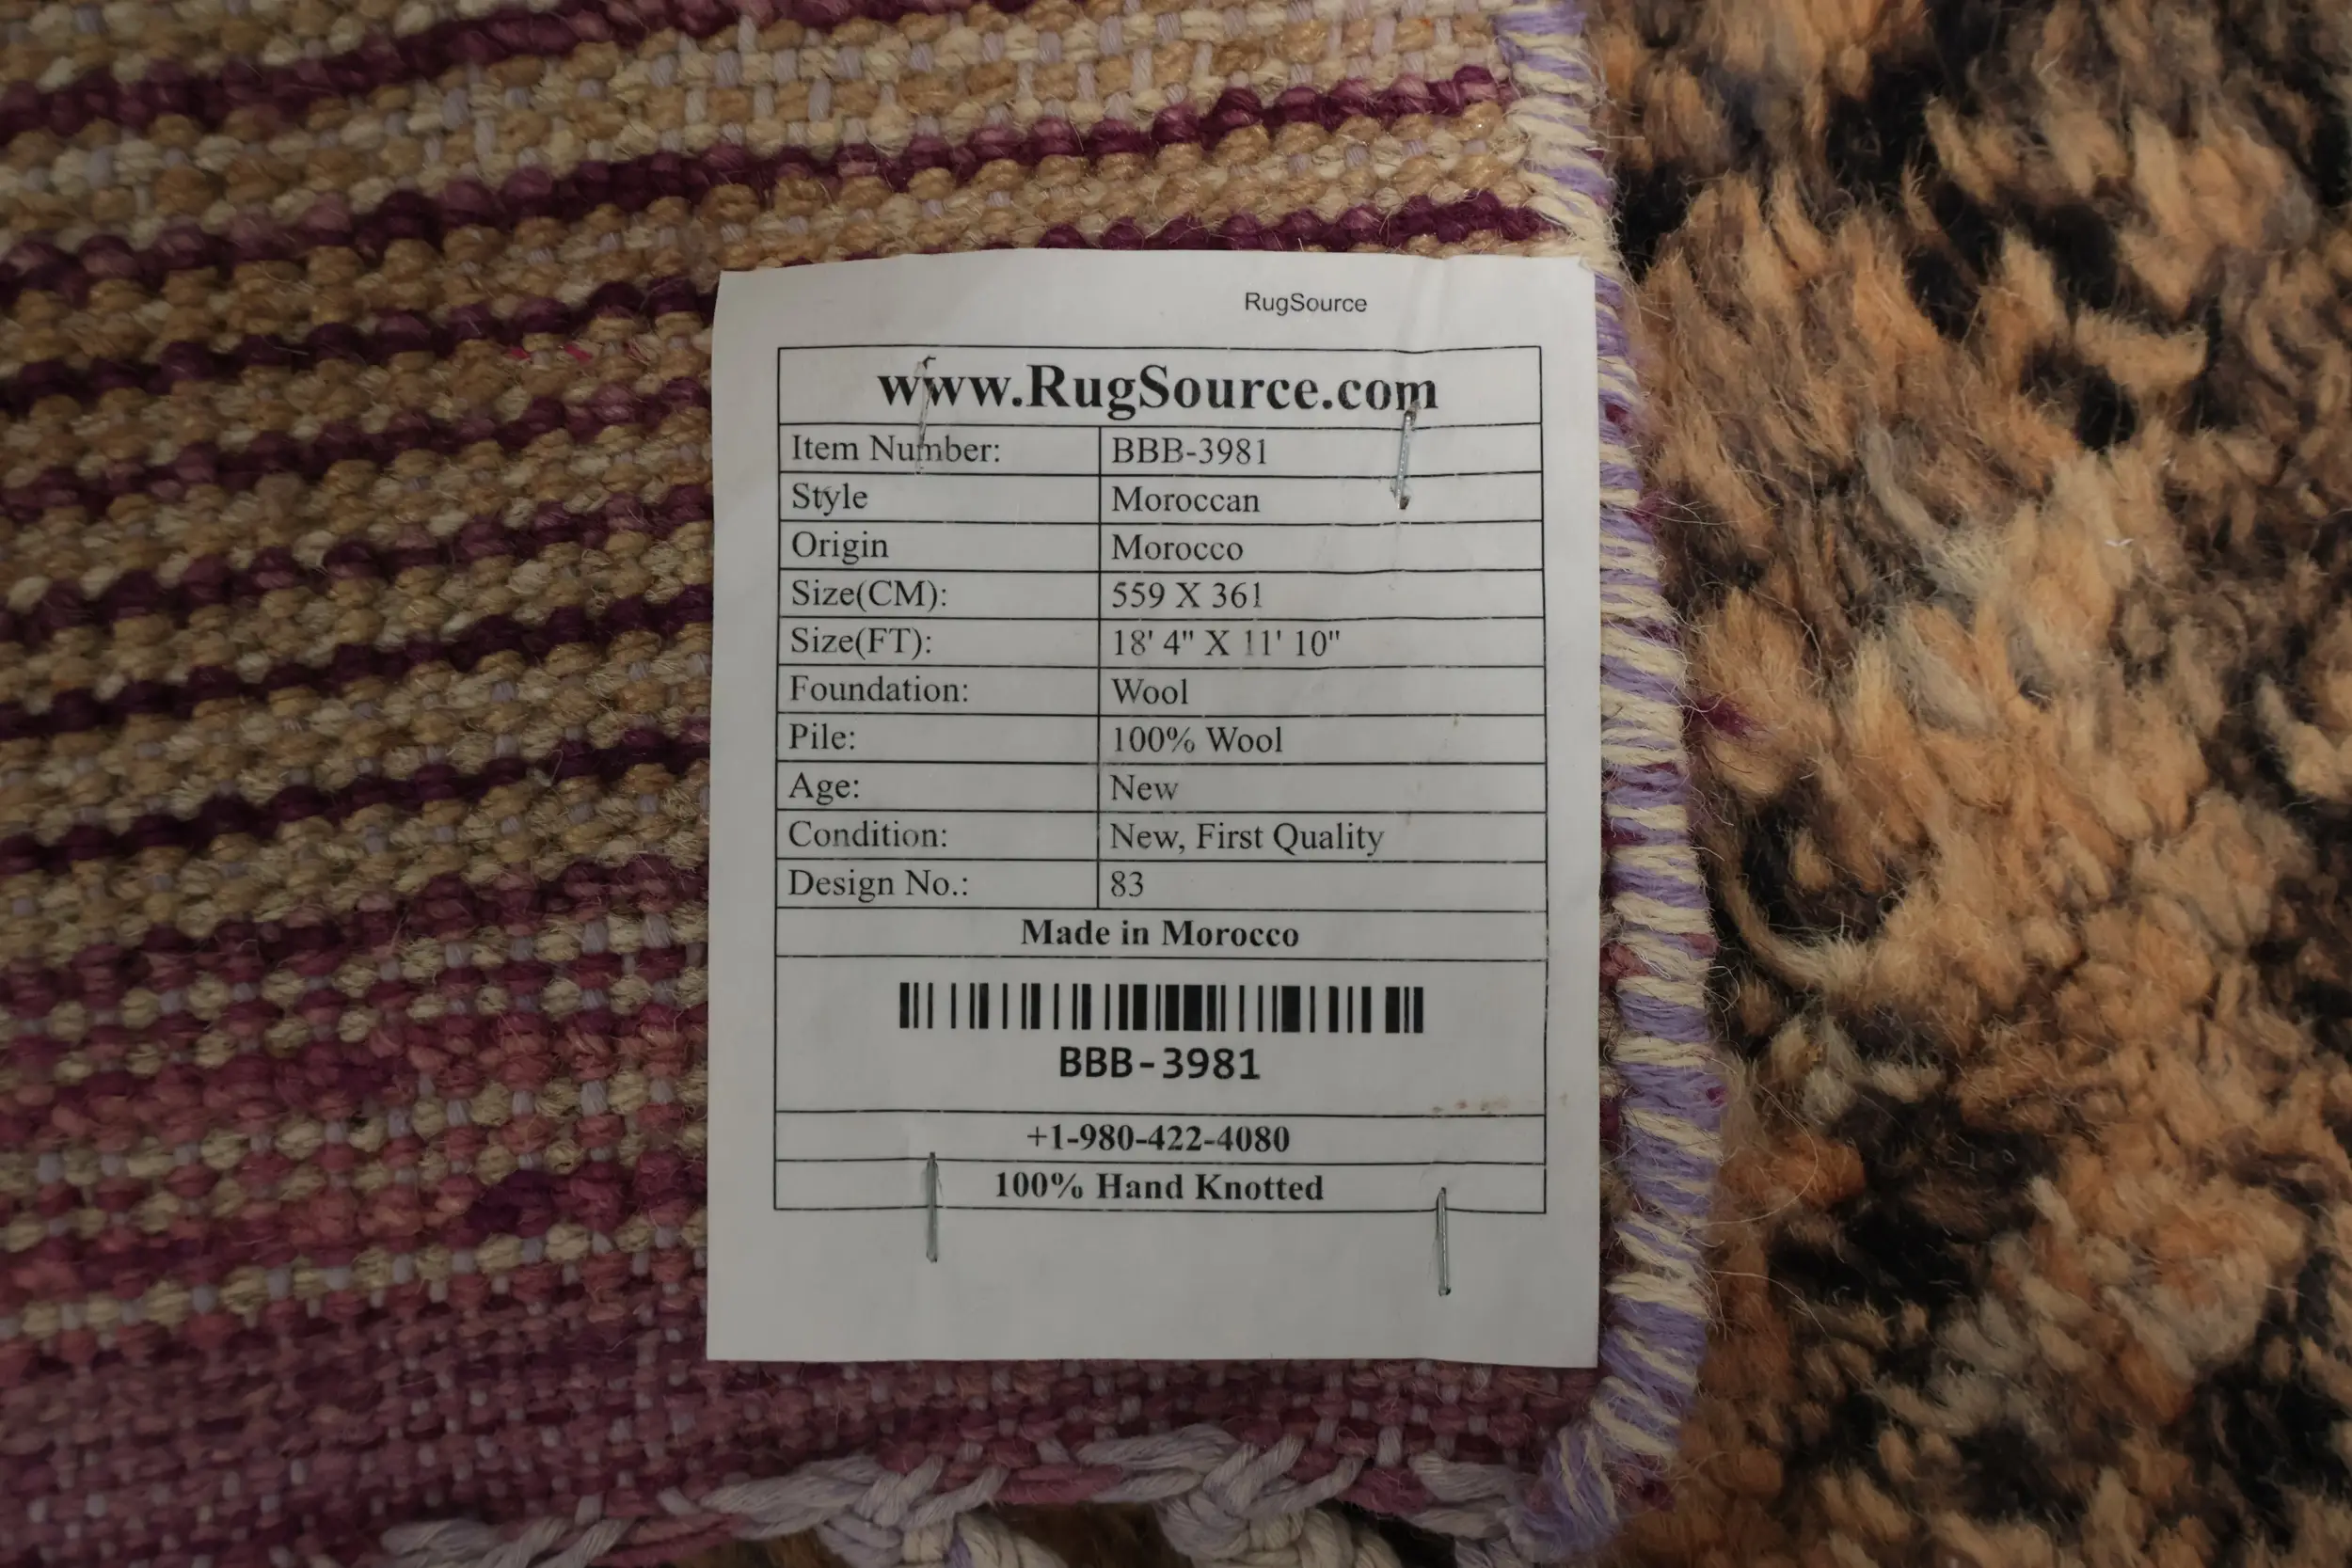 RugSource
www.RugSource.com
Item Number: BBB-3981
Style Moroccan
Origin Morocco
Size(CM): 559 X 361
Size(FT): 18' 4" X 11' 10"
Foundation: Wool
Pile: 100% Wool
Age: New
Condition: New, First Quality
Design No.: 83
Made in Morocco
BBB-3981
+1-980-422-4080
100% Hand Knotted